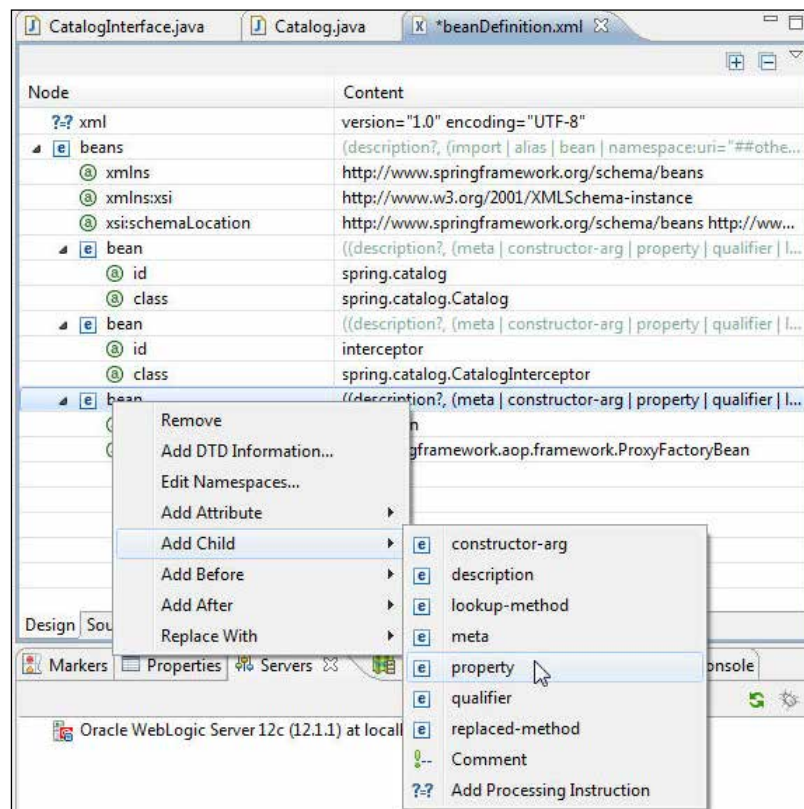 CatalogInterface.java Catalog.java *beanDefinition.xml
Node Content
?=? xml version="1.0" encoding="UTF-8"
e beans (description?, (import | alias | bean | namespace:uri="##othe...
a xmlns http://www.springframework.org/schema/beans
a xmlns:xsi http://www.w3.org/2001/XMLSchema-instance
a xsi:schemaLocation http://www.springframework.org/schema/beans http://ww...
e bean ((description?, (meta | constructor-arg | property | qualifier | l...
a id spring.catalog
a class spring.catalog.Catalog
e bean ((description?, (meta | constructor-arg | property | qualifier | l...
a id interceptor
a class spring.catalog.CatalogInterceptor
e bean ((description?, (meta | constructor-arg | property | qualifier | l...
Remove n
Add DTD Information... gframework.aop.framework.ProxyFactoryBean
Edit Namespaces...
Add Attribute
Add Child e constructor-arg
Add Before e description
Add After e lookup-method
Design Sou Replace With e meta
Markers Properties Servers e property onsole
e qualifier
Oracle WebLogic Server 12c (12.1.1) at locall e replaced-method
!-- Comment
?=? Add Processing Instruction